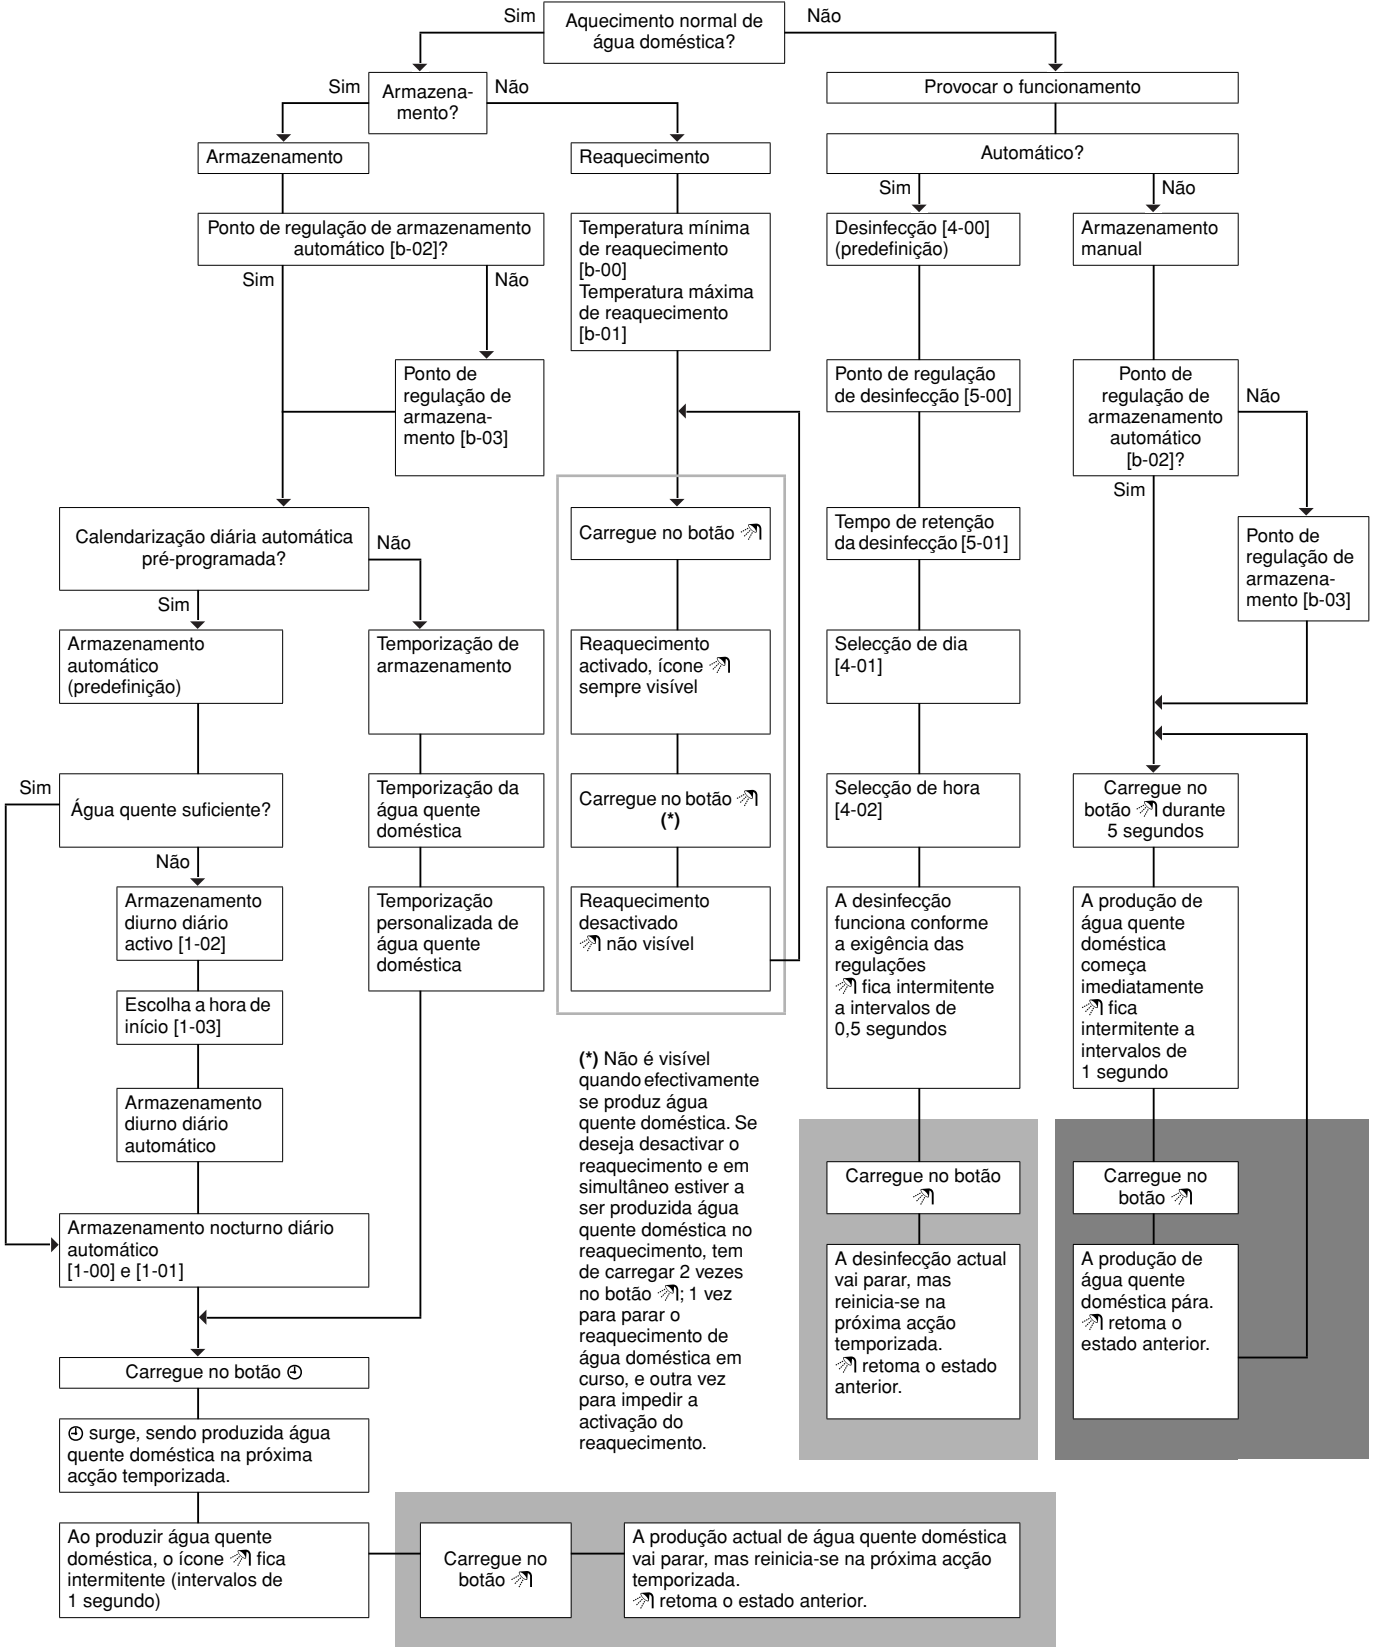 Sim
Aquecimento normal de
água doméstica?
Não
Sim
Armazena-
mento?
Não
Provocar o funcionamento
Armazenamento
Reaquecimento
Automático?
Sim
Não
Ponto de regulação de armazenamento
automático [b-02]?
Sim
Não
Temperatura mínima
de reaquecimento
[b-00]
Temperatura máxima
de reaquecimento
[b-01]
Desinfecção [4-00]
(predefinição)
Armazenamento
manual
Ponto de
regulação de
armazena-
mento [b-03]
Ponto de regulação
de desinfecção [5-00]
Ponto de
regulação de
armazenamento
automático
[b-02]?
Não
Sim
Calendarização diária automática
pré-programada?
Não
Sim
Carregue no botão
Tempo de retenção
da desinfecção [5-01]
Ponto de
regulação de
armazena-
mento [b-03]
Armazenamento
automático
(predefinição)
Temporização de
armazenamento
Reaquecimento
activado, ícone
sempre visível
Selecção de dia
[4-01]
Sim
Água quente suficiente?
Não
Temporização da
água quente
doméstica
Carregue no botão
(*)
Selecção de hora
[4-02]
Carregue no
botão durante
5 segundos
Armazenamento
diurno diário
activo [1-02]
Temporização
personalizada de
água quente
doméstica
Reaquecimento
desactivado
não visível
A desinfecção
funciona conforme
a exigência das
regulações
fica intermitente
a intervalos de
0,5 segundos
A produção de
água quente
doméstica
começa
imediatamente
fica
intermitente a
intervalos de
1 segundo
Escolha a hora de
início [1-03]
Armazenamento
diurno diário
automático
(*) Não é visível
quando efectivamente
se produz água
quente doméstica. Se
deseja desactivar o
reaquecimento e em
simultâneo estiver a
ser produzida água
quente doméstica no
reaquecimento, tem
de carregar 2 vezes
no botão ; 1 vez
para parar o
reaquecimento de
água doméstica em
curso, e outra vez
para impedir a
activação do
reaquecimento.
Carregue no botão
Carregue no
botão
Armazenamento nocturno diário
automático
[1-00] e [1-01]
A desinfecção actual
vai parar, mas
reinicia-se na
próxima acção
temporizada.
retoma o estado
anterior.
A produção de
água quente
doméstica pára.
retoma o
estado anterior.
Carregue no botão
surge, sendo produzida água
quente doméstica na próxima
acção temporizada.
Ao produzir água quente
doméstica, o ícone fica
intermitente (intervalos de
1 segundo)
Carregue no
botão
A produção actual de água quente doméstica
vai parar, mas reinicia-se na próxima acção
temporizada.
retoma o estado anterior.